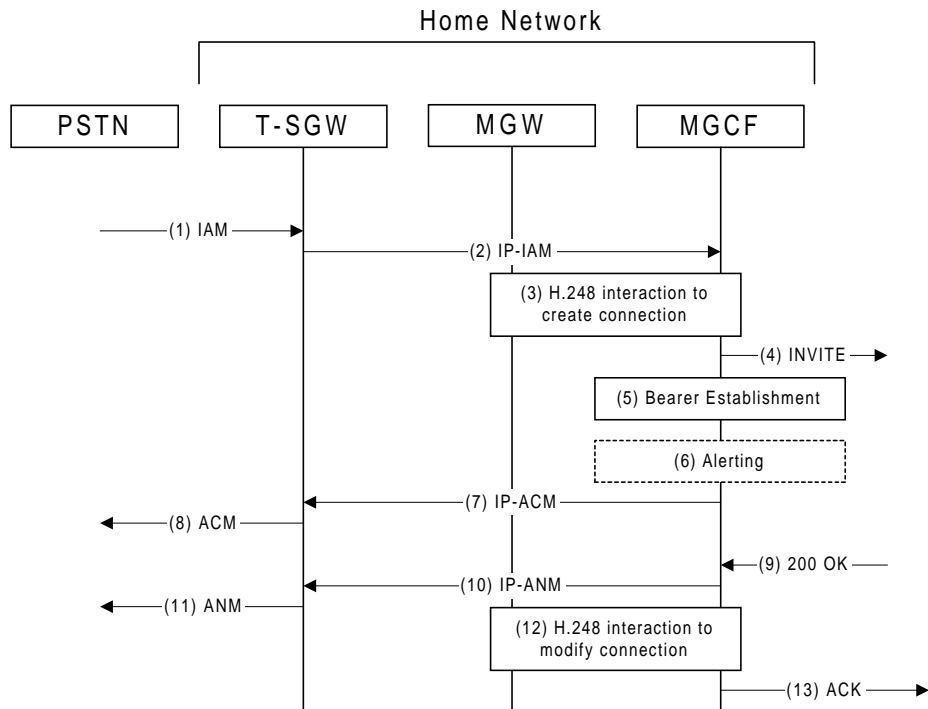 Home Network
PSTN
T-SGW
MGW
MGCF
(1) IAM
(2) IP-IAM
(3) H.248 interaction to
create connection
(4) INVITE
(5) Bearer Establishment
(6) Alerting
(7) IP-ACM
(8) ACM
(9) 200 OK
(10) IP-ANM
(11) ANM
(12) H.248 interaction to
modify connection
(13) ACK